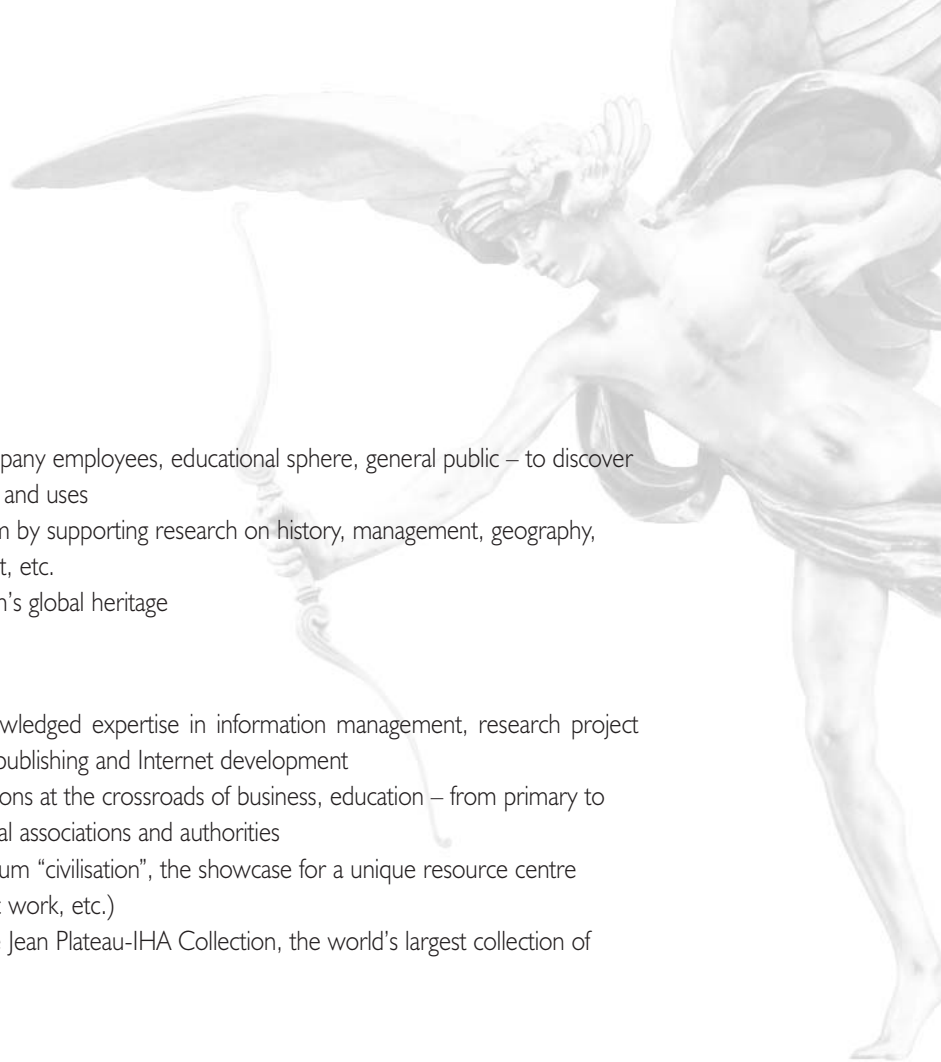 pany employees, educational sphere, general public – to discover
and uses
m by supporting research on history, management, geography,
t, etc.
n's global heritage
wledged expertise in information management, research project
publishing and Internet development
ons at the crossroads of business, education – from primary to
al associations and authorities
um “civilisation”, the showcase for a unique resource centre
work, etc.)
Jean Plateau-IHA Collection, the world's largest collection of